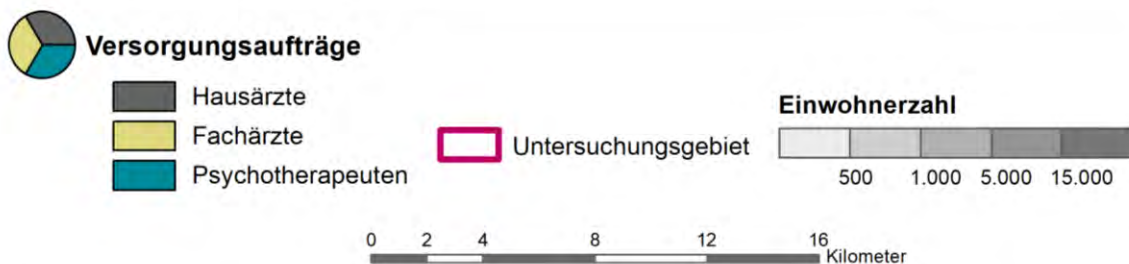 Versorgungsaufträge
Hausärzte
Fachärzte
Psychotherapeuten
Untersuchungsgebiet
Einwohnerzahl
500 1.000 5.000 15.000
0 2 4 8 12 16
Kilometer